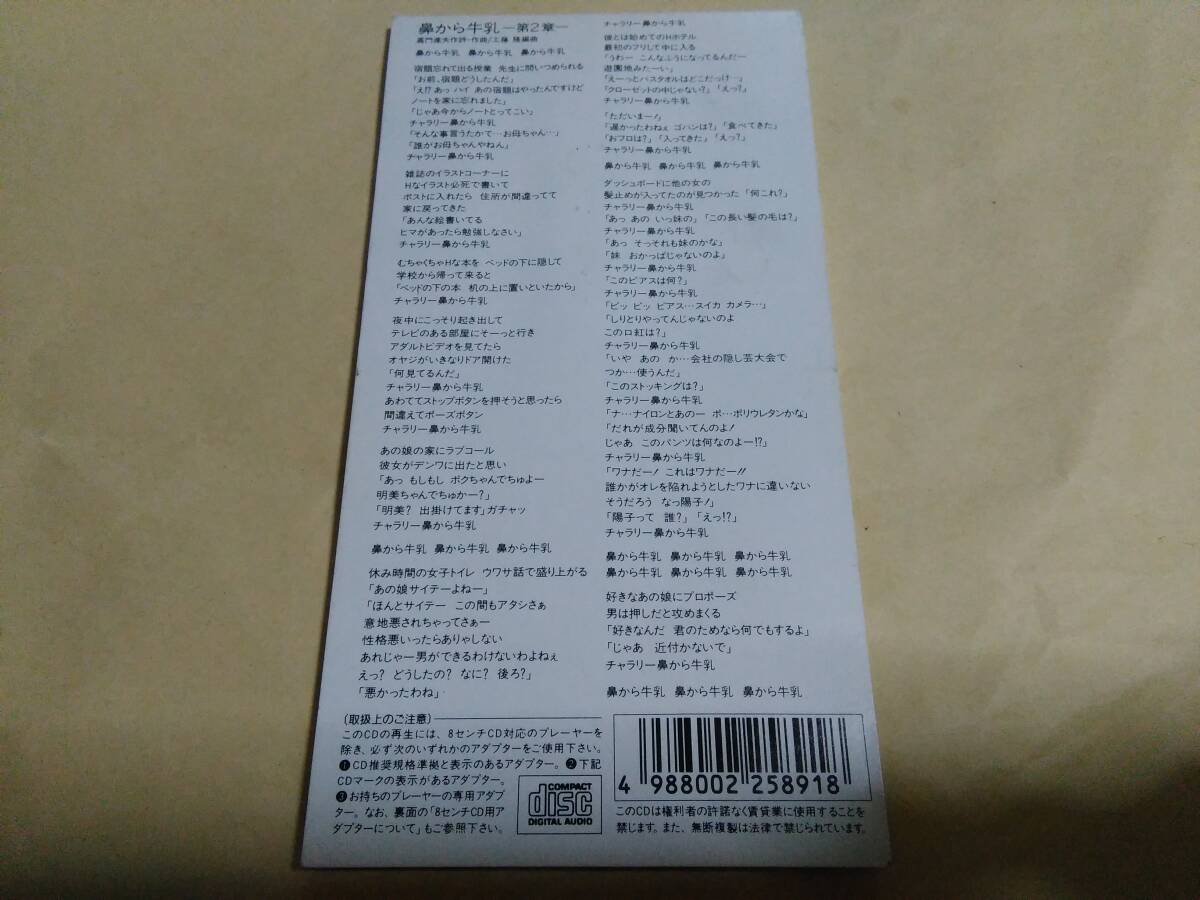 鼻から牛乳 ―第2章―
嘉門達夫作詩・作曲/工藤 隆編曲
鼻から牛乳 鼻から牛乳 鼻から牛乳
宿題忘れて出る授業 先生に問いつめられる
「お前、宿題どうしたんだ」
「え!? あっ ハイ あの宿題はやったんですけど
ノートを家に忘れました」
「じゃあ今からノートとってこい」
チャラリー鼻から牛乳
「そんな事言うたかて…お母ちゃん…」
「誰がお母ちゃんやねん」
チャラリー鼻から牛乳
雑誌のイラストコーナーに
Hなイラスト必死で書いて
ポストに入れたら 住所が間違ってて
家に戻ってきた
「あんな絵書いてる
ヒマがあったら勉強しなさい」
チャラリー鼻から牛乳
むちゃくちゃHな本を ベッドの下に隠して
学校から帰って来ると
「ベッドの下の本 机の上に置いといたから」
チャラリー鼻から牛乳
夜中にこっそり起き出して
テレビのある部屋にそーっと行き
アダルトビデオを見てたら
オヤジがいきなりドア開けた
「何見てるんだ」
チャラリー鼻から牛乳
あわててストップボタンを押そうと思ったら
間違えてポーズボタン
チャラリー鼻から牛乳
あの娘の家にラブコール
彼女がデンワに出たと思い
「あっ もしもし ボクちゃんでちゅよー
明美ちゃんでちゅかー?」
「明美? 出掛けてます」ガチャッ
チャラリー鼻から牛乳
鼻から牛乳 鼻から牛乳 鼻から牛乳
休み時間の女子トイレ ウワサ話で盛り上がる
「あの娘サイテーよねー」
「ほんとサイテー この間もアタシさぁ
意地悪されちゃってさぁー
性格悪いったらありゃしない
あれじゃー男ができるわけないわよねぇ
えっ? どうしたの? なに? 後ろ?」
「悪かったわね」
チャラリー鼻から牛乳
彼とは始めてのHホテル
最初のフリして中に入る
「うわー こんなふうになってるんだー
遊園地みたーい」
「えーっとバスタオルはどこだっけ…」
「クローゼットの中じゃない?」「えっ?」
チャラリー鼻から牛乳
「ただいまー!」
「遅かったわねぇ ゴハンは?」「食べてきた」
「おフロは?」「入ってきた」「えっ?」
チャラリー鼻から牛乳
鼻から牛乳 鼻から牛乳 鼻から牛乳
ダッシュボードに他の女の
髪止めが入ってたのが見つかった 「何これ?」
チャラリー鼻から牛乳
「あっ あの いっ妹の」「この長い髪の毛は?」
チャラリー鼻から牛乳
「あっ そっそれも妹のかな」
「妹 おかっぱじゃないのよ」
チャラリー鼻から牛乳
「このピアスは何?」
チャラリー鼻から牛乳
「ピッ ピッ ピアス…スイカ カメラ…」
「しりとりやってんじゃないのよ
この口紅は?」
チャラリー鼻から牛乳
「いや あの か…会社の隠し芸大会で
つか…使うんだ」
「このストッキングは?」
チャラリー鼻から牛乳
「ナ…ナイロンとあのー ポ…ポリウレタンかな」
「だれが成分聞いてんのよ!
じゃあ このパンツは何なのよー!?」
チャラリー鼻から牛乳
「ワナだー! これはワナだー!!
誰かがオレを陥れようとしたワナに違いない
そうだろう なっ陽子!」
「陽子って 誰?」「えっ!?」
チャラリー鼻から牛乳
鼻から牛乳 鼻から牛乳 鼻から牛乳
鼻から牛乳 鼻から牛乳 鼻から牛乳
好きなあの娘にプロポーズ
男は押しだと攻めまくる
「好きなんだ 君のためなら何でもするよ」
「じゃあ 近付かないで」
チャラリー鼻から牛乳
鼻から牛乳 鼻から牛乳 鼻から牛乳
(取扱上のご注意)
このCDの再生には、8センチCD対応のプレーヤーを
除き、必ず次のいずれかのアダプターをご使用下さい。
❶CD推奨規格準拠と表示のあるアダプター。❷下記
CDマークの表示があるアダプター。
❸お持ちのプレーヤーの専用アダプ
ター。なお、裏面の「8センチCD用ア
ダプターについて」もご参照下さい。
COMPACT
disc
DIGITAL AUDIO
4 988002 258918
このCDは権利者の許諾なく賃貸業に使用することを
禁じます。また、無断複製は法律で禁じられています。